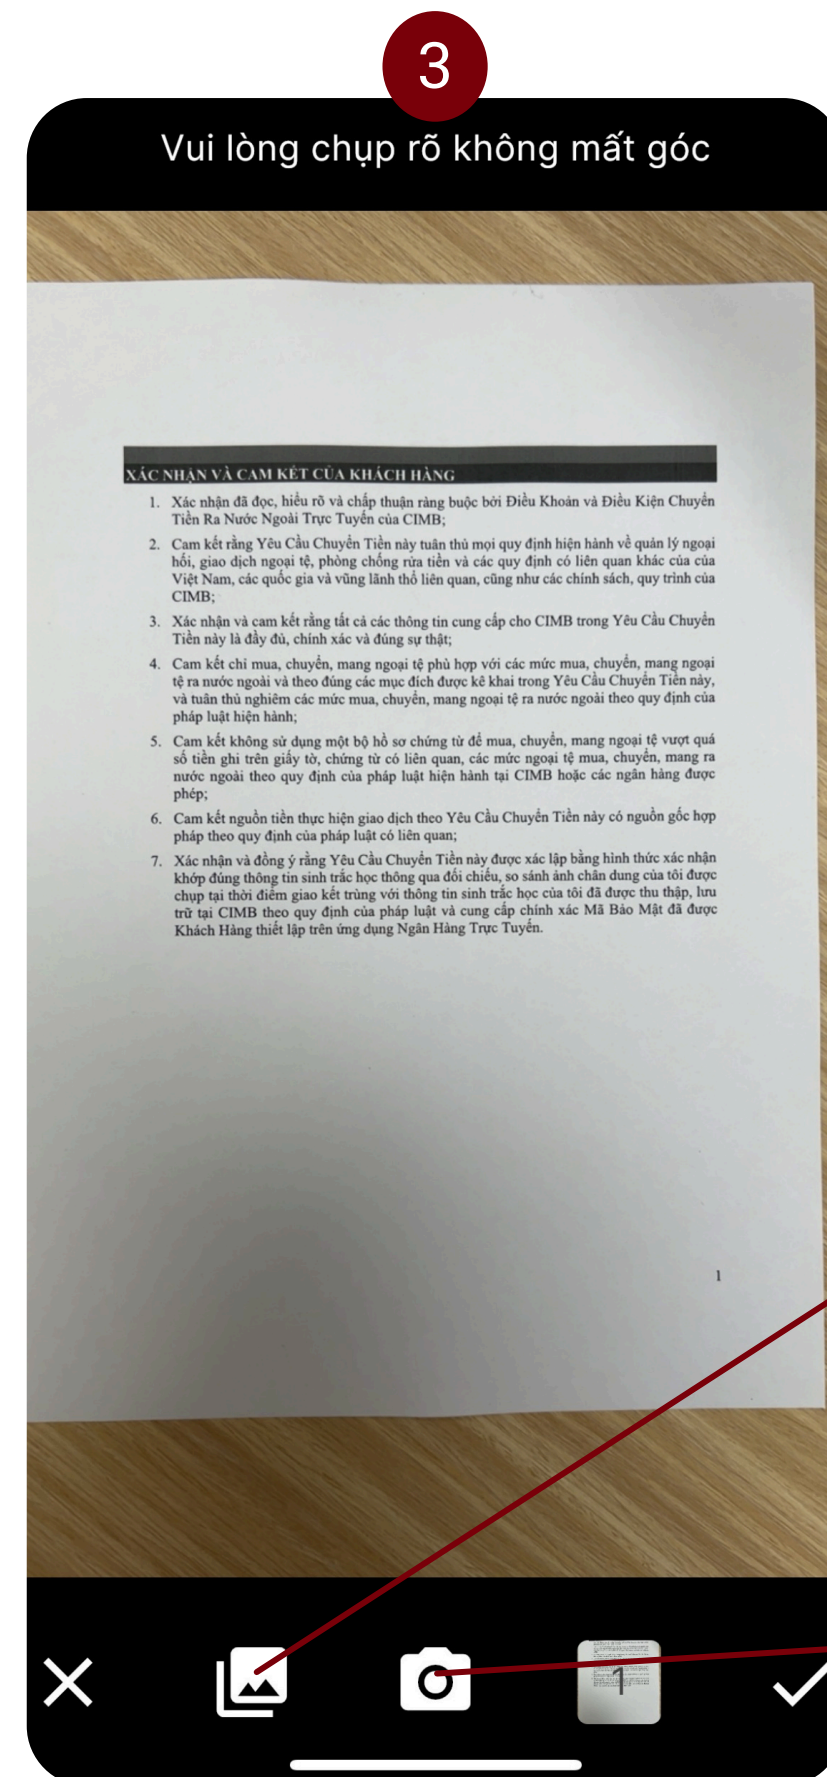 3
Vui lòng chụp rõ không mất góc
XÁC NHẬN VÀ CAM KẾT CỦA KHÁCH HÀNG
1. Xác nhận đã đọc, hiểu rõ và chấp thuận ràng buộc bởi Điều Khoản và Điều Kiện Chuyển
Tiền Ra Nước Ngoài Trực Tuyến của CIMB;
2. Cam kết rằng Yêu Cầu Chuyển Tiền này tuân thủ mọi quy định hiện hành về quản lý ngoại
hối, giao dịch ngoại tệ, phòng chống rửa tiền và các quy định có liên quan khác của của
Việt Nam, các quốc gia và vũng lãnh thổ liên quan, cũng như các chính sách, quy trình của
CIMB;
3. Xác nhận và cam kết rằng tất cả các thông tin cung cấp cho CIMB trong Yêu Cầu Chuyển
Tiền này là đầy đủ, chính xác và đúng sự thật;
4. Cam kết chỉ mua, chuyển, mang ngoại tệ phù hợp với các mức mua, chuyển, mang ngoại
tệ ra nước ngoài và theo đúng các mục đích được kê khai trong Yêu Cầu Chuyển Tiền này,
và tuân thủ nghiêm các mức mua, chuyển, mang ngoại tệ ra nước ngoài theo quy định của
pháp luật hiện hành;
5. Cam kết không sử dụng một bộ hồ sơ chứng từ để mua, chuyển, mang ngoại tệ vượt quá
số tiền ghi trên giấy tờ, chứng từ có liên quan, các mức ngoại tệ mua, chuyển, mang ra
nước ngoài theo quy định của pháp luật hiện hành tại CIMB hoặc các ngân hàng được
phép;
6. Cam kết nguồn tiền thực hiện giao dịch theo Yêu Cầu Chuyển Tiền này có nguồn gốc hợp
pháp theo quy định của pháp luật có liên quan;
7. Xác nhận và đồng ý rằng Yêu Cầu Chuyển Tiền này được xác lập bằng hình thức xác nhận
khớp đúng thông tin sinh trắc học thông qua đối chiếu, so sánh ảnh chân dung của tôi được
chụp tại thời điểm giao kết trùng với thông tin sinh trắc học của tôi đã được thu thập, lưu
trữ tại CIMB theo quy định của pháp luật và cung cấp chính xác Mã Bảo Mật đã được
Khách Hàng thiết lập trên ứng dụng Ngân Hàng Trực Tuyến.
1
1